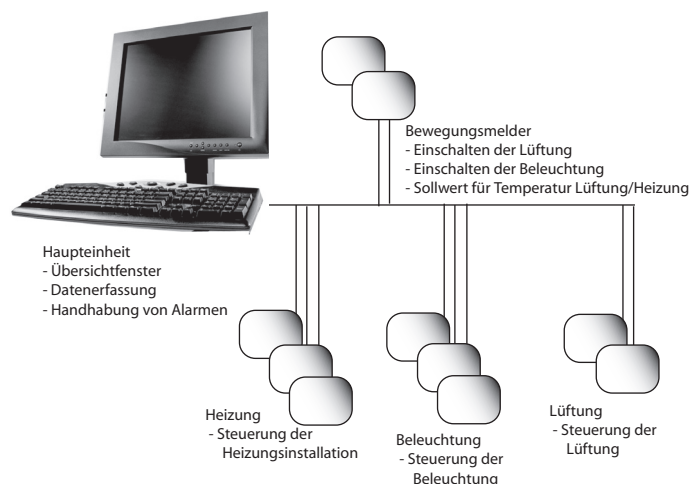 Bewegungsmelder
- Einschalten der Lüftung
- Einschalten der Beleuchtung
- Sollwert für Temperatur Lüftung/Heizung
Haupteinheit
- Übersichtfenster
- Datenerfassung
- Handhabung von Alarmen
Heizung
- Steuerung der
Heizungsinstallation
Beleuchtung
- Steuerung der
Beleuchtung
Lüftung
- Steuerung der
Lüftung